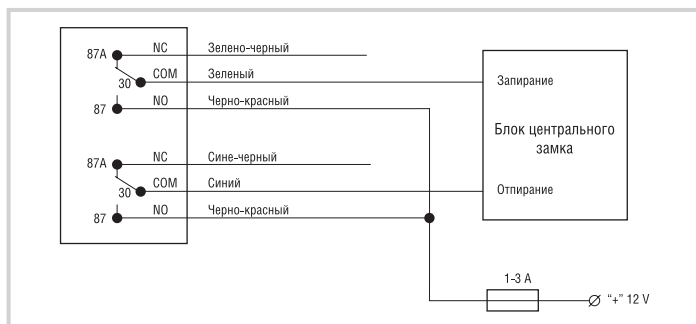 87A NC Зелено-черный
30 COM Зеленый
87 NO Черно-красный
87A NC Сине-черный
30 COM Синий
87 NO Черно-красный
Запирание
Блок центрального
замка
Отпирание
1-3 А
"+" 12 V